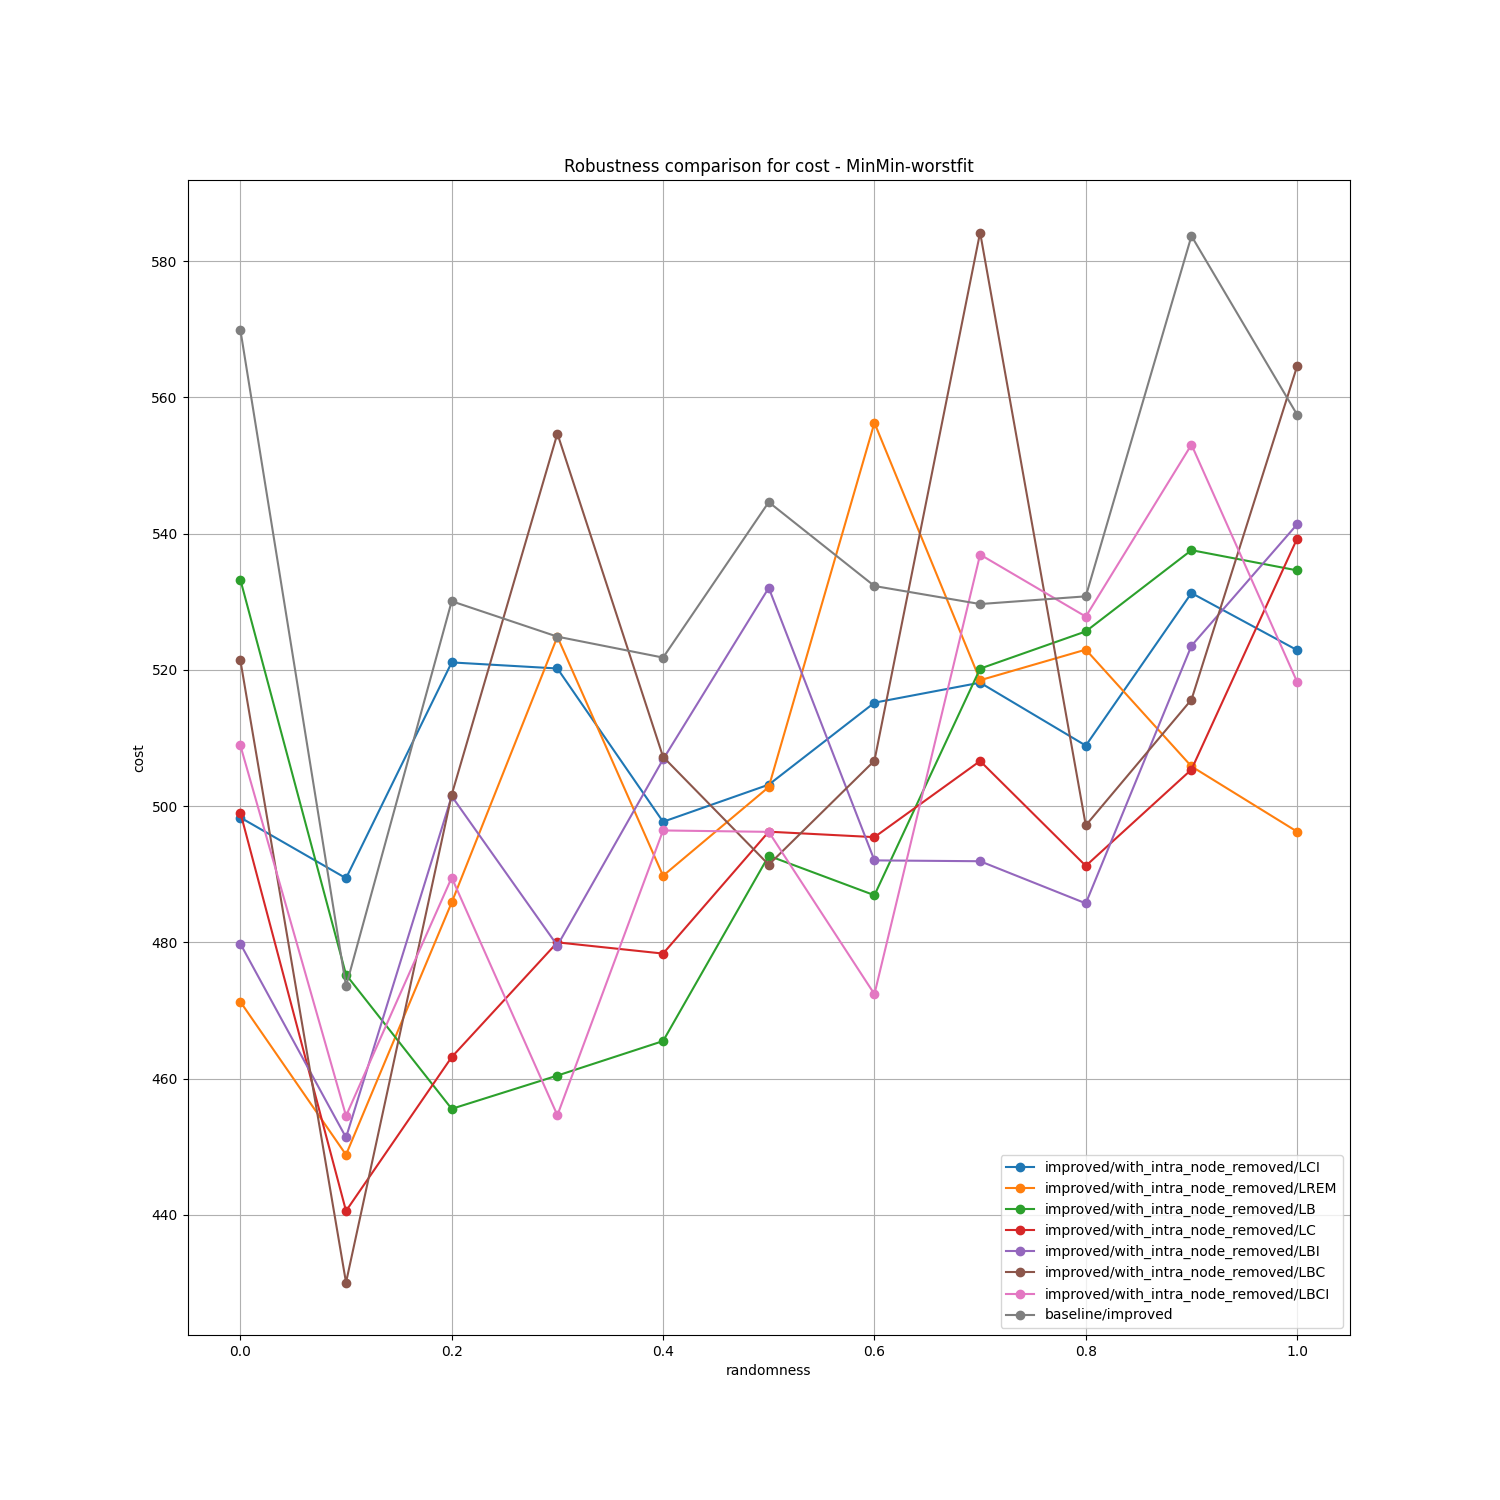 Robustness comparison for cost - MinMin-worstfit
580
560
540
520
500
480
460
440
cost
0.0
0.2
0.4
0.6
0.8
1.0
randomness
improved/with_intra_node_removed/LCI
improved/with_intra_node_removed/LREM
improved/with_intra_node_removed/LB
improved/with_intra_node_removed/LC
improved/with_intra_node_removed/LBI
improved/with_intra_node_removed/LBC
improved/with_intra_node_removed/LBCI
baseline/improved